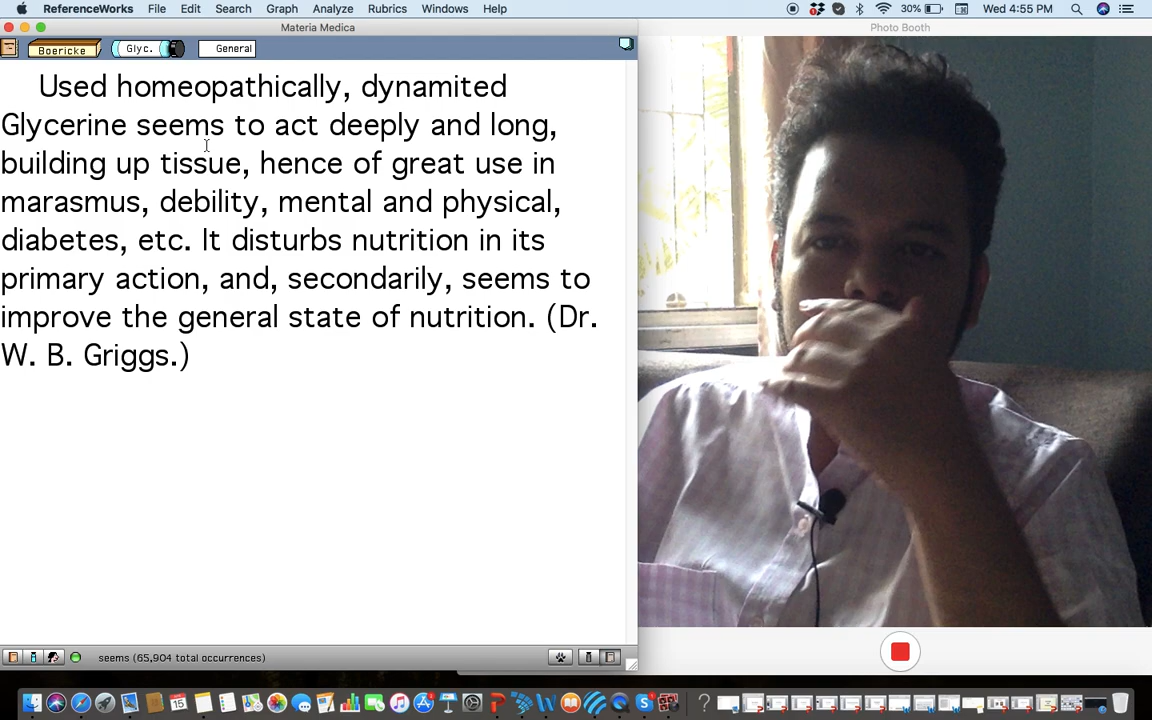 ReferenceWorks File Edit Search Graph Analyze Rubrics Windows Help 30% Wed 4:55 PM
Materia Medica
Photo Booth
Boericke Glyc. General
Used homeopathically, dynamited
Glycerine seems to act deeply and long,
building up tissue, hence of great use in
marasmus, debility, mental and physical,
diabetes, etc. It disturbs nutrition in its
primary action, and, secondarily, seems to
improve the general state of nutrition. (Dr.
W. B. Griggs.)
seems (65,904 total occurrences)
15